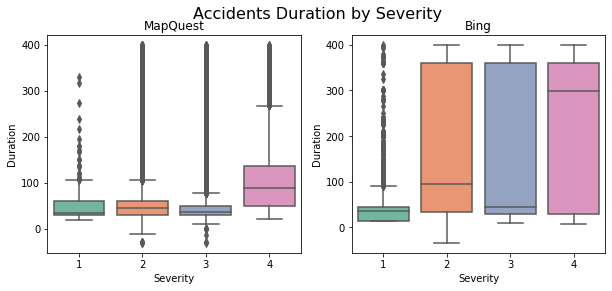 Accidents Duration by Severity
MapQuest
Bing
Duration
400
300
200
100
0
1 2 3 4
Severity
Duration
400
300
200
100
0
1 2 3 4
Severity